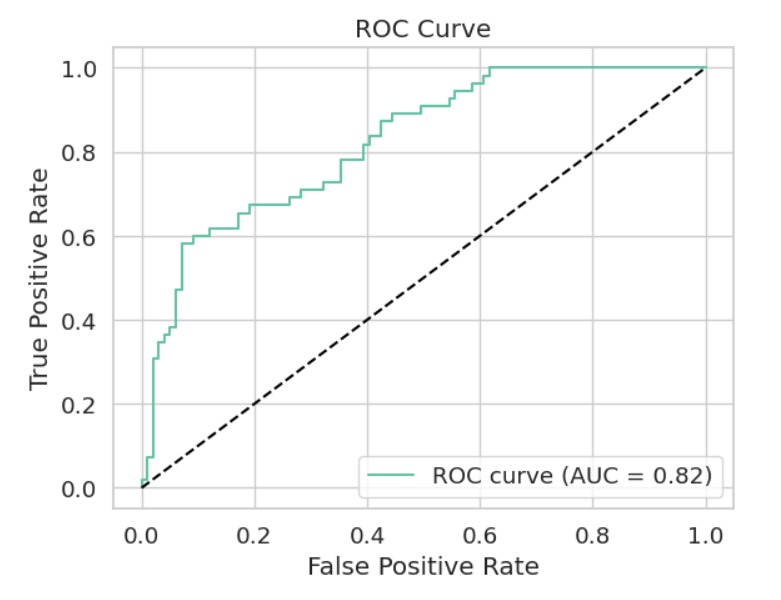 ROC Curve
True Positive Rate
1.0
0.8
0.6
0.4
0.2
0.0
ROC curve (AUC = 0.82)
0.0 0.2 0.4 0.6 0.8 1.0
False Positive Rate